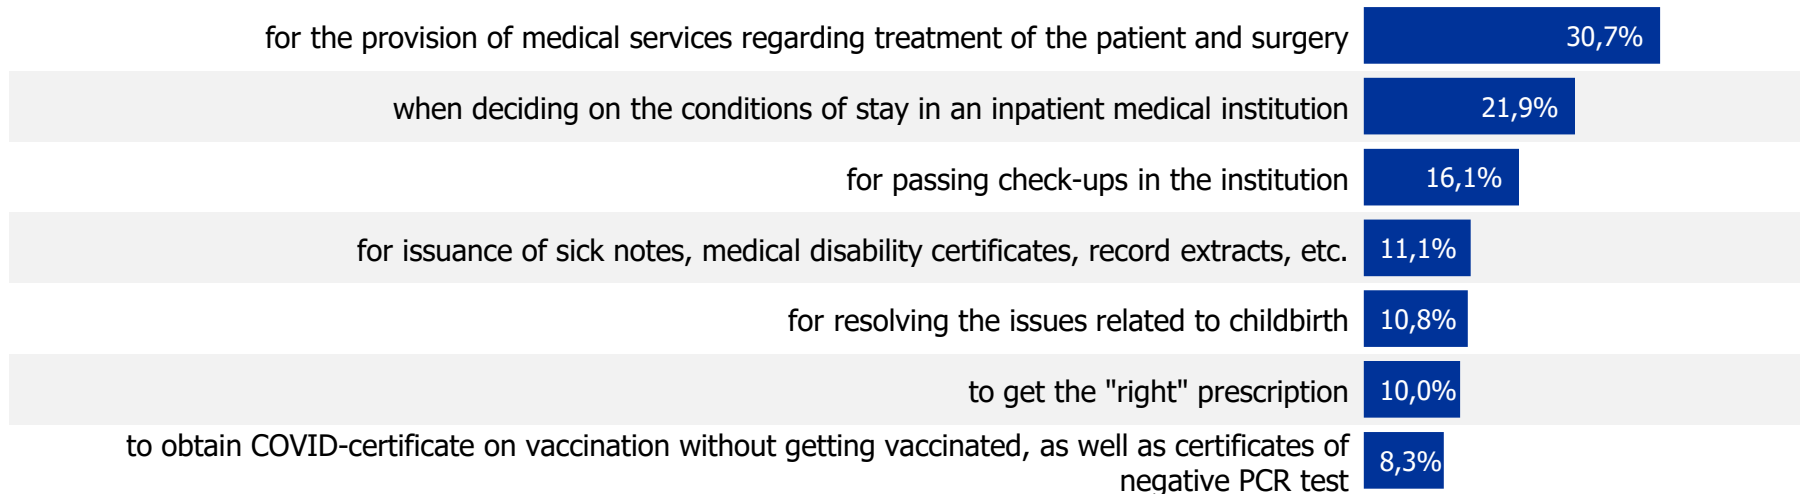 for the provision of medical services regarding treatment of the patient and surgery 30,7%
when deciding on the conditions of stay in an inpatient medical institution 21,9%
for passing check-ups in the institution 16,1%
for issuance of sick notes, medical disability certificates, record extracts, etc. 11,1%
for resolving the issues related to childbirth 10,8%
to get the "right" prescription 10,0%
to obtain COVID-certificate on vaccination without getting vaccinated, as well as certificates of
negative PCR test 8,3%